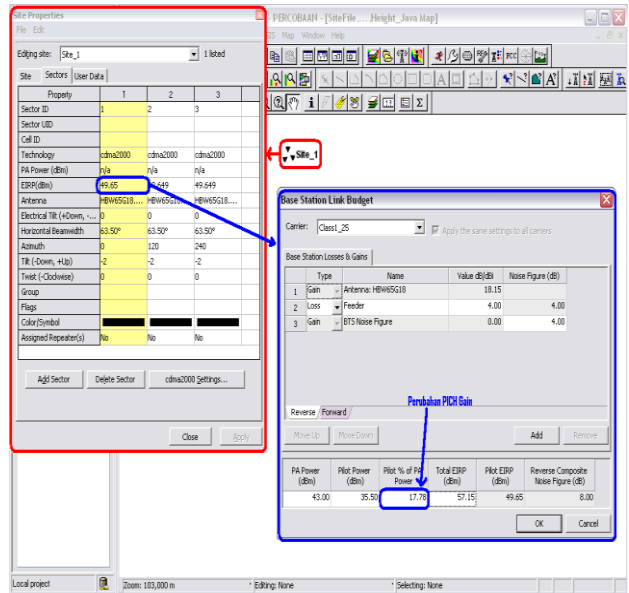 Site Properties
File Edit
Editing site: Site_1 1 listed
Site Sectors User Data
Property 1 2 3
Sector ID 1 2 3
Sector UID
Cell ID
Technology cdma2000 cdma2000 cdma2000
PA Power (dBm) n/a n/a n/a
EIRP(dBm) 49.65 49.649 49.649
Antenna HBW65G18.... HBW65G18.... HBW65G18....
Electrical Tilt (+Down, -... 0 0 0
Horizontal Beamwidth 63.50° 63.50° 63.50°
Azimuth 0 120 240
Tilt (-Down, +Up) -2 -2 -2
Twist (-Clockwise) 0 0 0
Group
Flags
Color/Symbol
Assigned Repeater(s) No No No
Add Sector Delete Sector cdma2000 Settings...
Close Apply
- PERCOBAAN - [SiteFile.....Height_Java Map]
GIS Map Window Help
Site_1
Base Station Link Budget
Carrier: Class1_25 Apply the same settings to all carriers
Base Station Losses & Gains
Type Name Value dB/dBi Noise Figure (dB)
1 Gain Antenna: HBW65G18 18.15
2 Loss Feeder 4.00 4.00
3 Gain BTS Noise Figure 0.00 4.00
Perubahan PICH Gain
Reverse Forward
Move Up Move Down Add Remove
PA Power (dBm) Pilot Power (dBm) Pilot % of PA Power Total EIRP (dBm) Pilot EIRP (dBm) Reverse Composite Noise Figure (dB)
43.00 35.50 17.78 57.15 49.65 8.00
OK Cancel
Local project Zoom: 103,000 m Editing: None Selecting: None